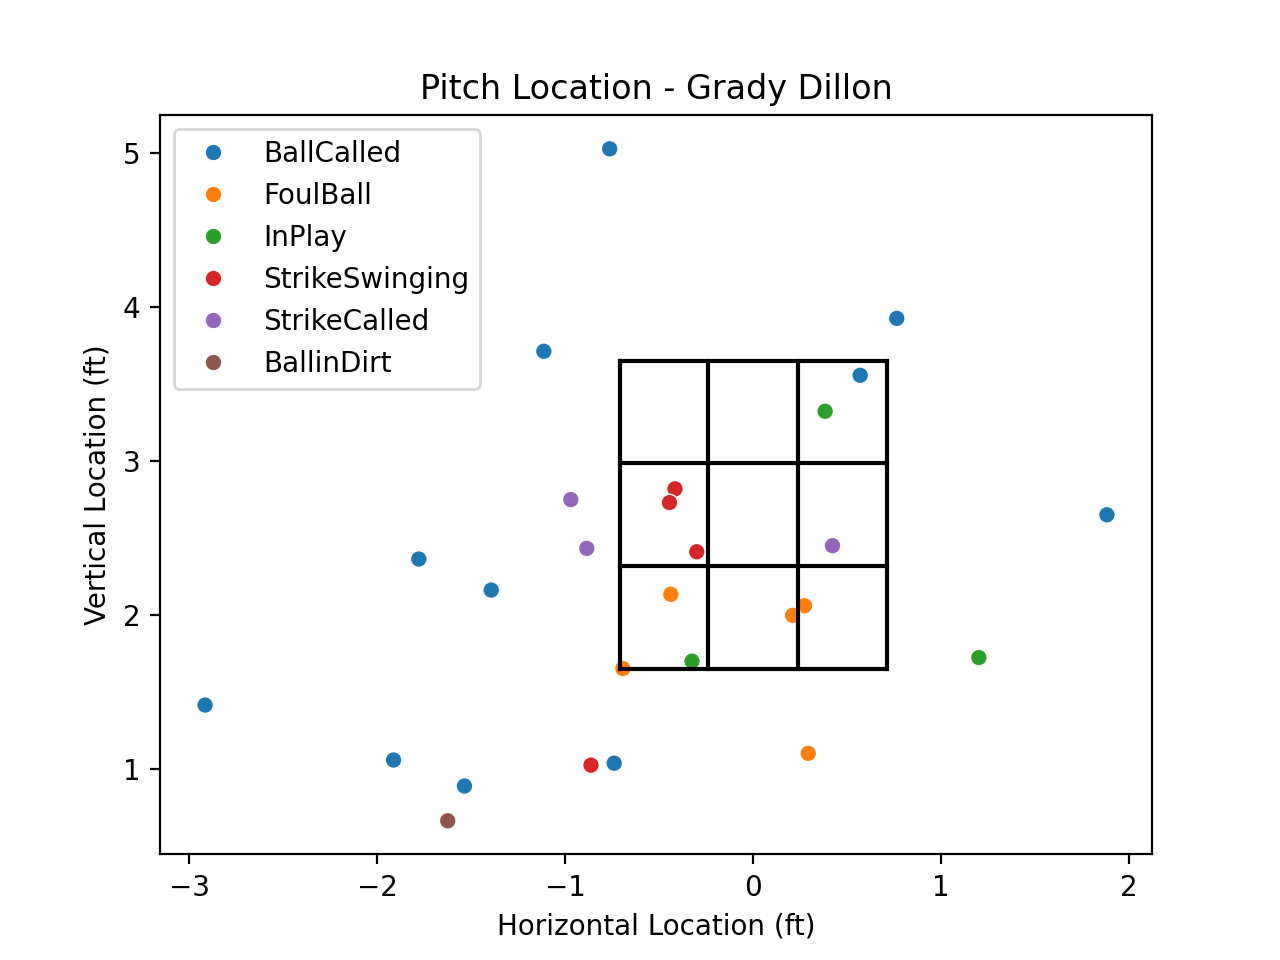 Pitch Location - Grady Dillon
BallCalled
FoulBall
InPlay
StrikeSwinging
StrikeCalled
BallinDirt
5
4
3
2
1
Vertical Location (ft)
−3 −2 −1 0 1 2
Horizontal Location (ft)